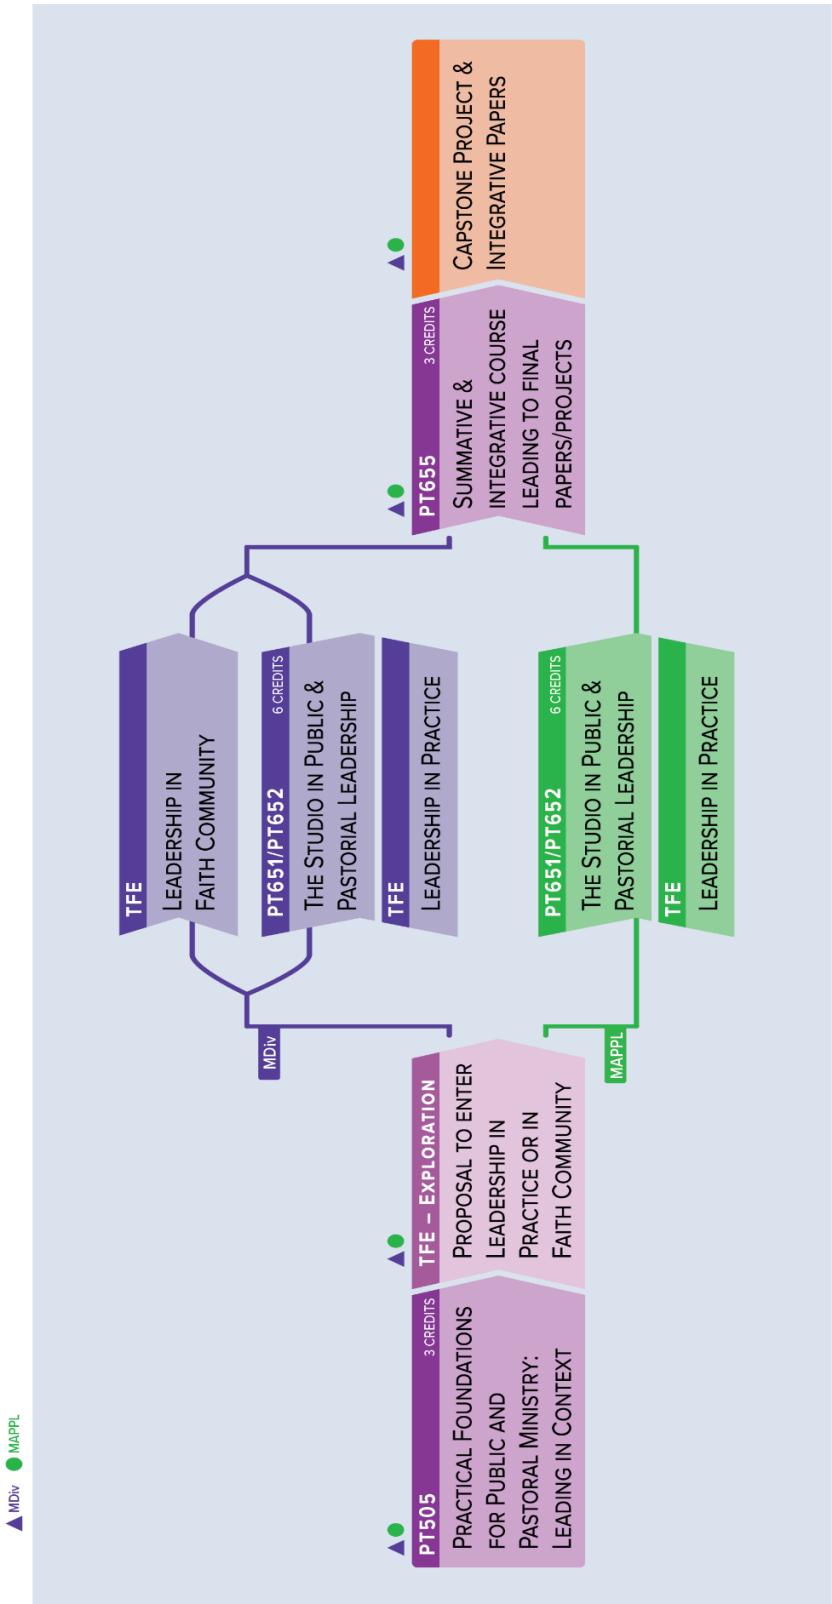 MDiv MAPPL
PT505 3 CREDITS
PRACTICAL FOUNDATIONS
FOR PUBLIC AND
PASTORAL MINISTRY:
LEADING IN CONTEXT
TFE – EXPLORATION
PROPOSAL TO ENTER
LEADERSHIP IN
PRACTICE OR IN
FAITH COMMUNITY
MDiv
TFE
LEADERSHIP IN
FAITH COMMUNITY
PT651/PT652 6 CREDITS
THE STUDIO IN PUBLIC &
PASTORIAL LEADERSHIP
TFE
LEADERSHIP IN PRACTICE
MAPPL
PT651/PT652 6 CREDITS
THE STUDIO IN PUBLIC &
PASTORIAL LEADERSHIP
TFE
LEADERSHIP IN PRACTICE
PT655 3 CREDITS
SUMMATIVE &
INTEGRATIVE COURSE
LEADING TO FINAL
PAPERS/PROJECTS
CAPSTONE PROJECT &
INTEGRATIVE PAPERS